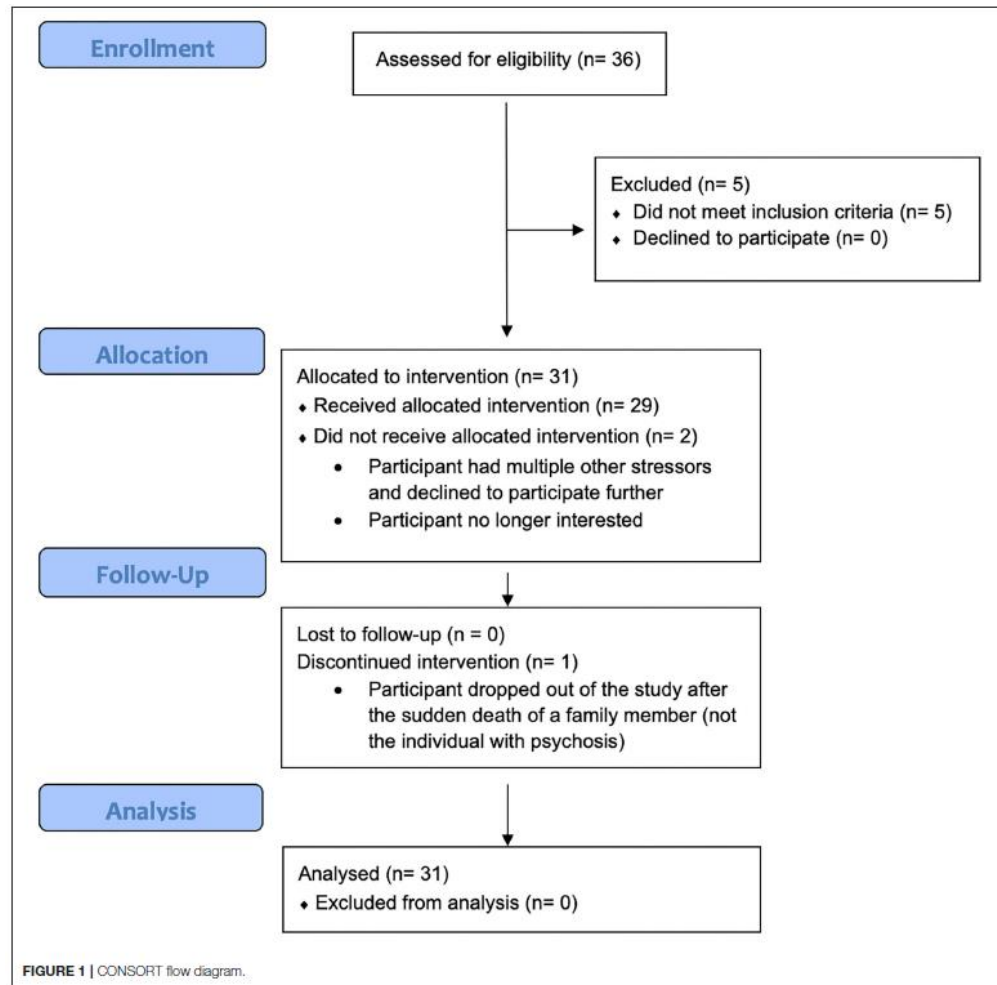 Enrollment
Assessed for eligibility (n= 36)
Excluded (n= 5)
♦ Did not meet inclusion criteria (n= 5)
♦ Declined to participate (n= 0)
Allocation
Allocated to intervention (n= 31)
♦ Received allocated intervention (n= 29)
♦ Did not receive allocated intervention (n= 2)
• Participant had multiple other stressors
and declined to participate further
• Participant no longer interested
Follow-Up
Lost to follow-up (n = 0)
Discontinued intervention (n= 1)
• Participant dropped out of the study after
the sudden death of a family member (not
the individual with psychosis)
Analysis
Analysed (n= 31)
♦ Excluded from analysis (n= 0)
FIGURE 1 | CONSORT flow diagram.